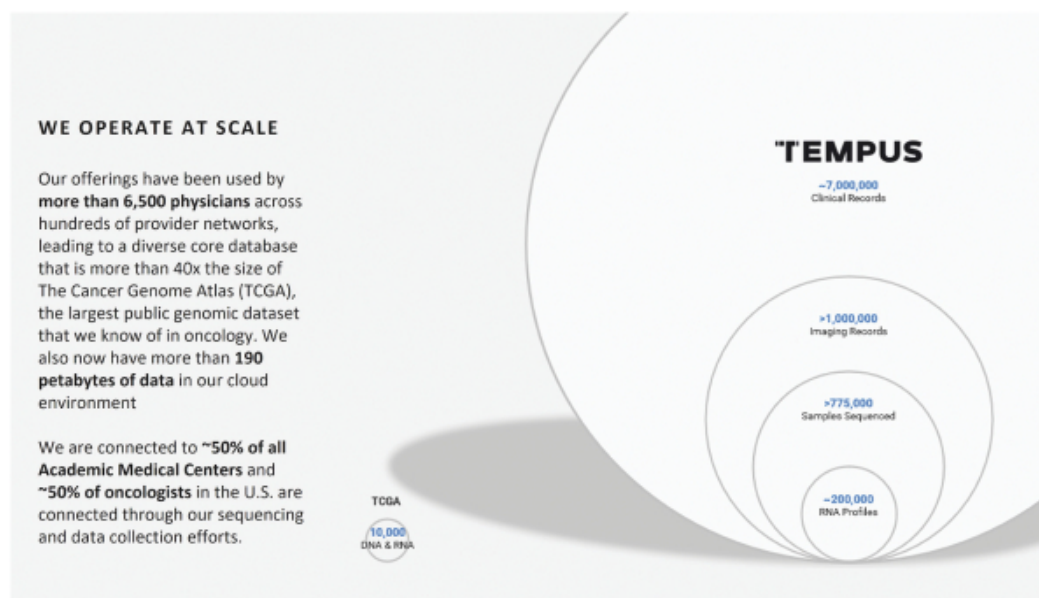 WE OPERATE AT SCALE
Our offerings have been used by
more than 6,500 physicians across
hundreds of provider networks,
leading to a diverse core database
that is more than 40x the size of
The Cancer Genome Atlas (TCGA),
the largest public genomic dataset
that we know of in oncology. We
also now have more than 190
petabytes of data in our cloud
environment
We are connected to ~50% of all
Academic Medical Centers and
~50% of oncologists in the U.S. are
connected through our sequencing
and data collection efforts.
TCGA
10,000
DNA & RNA
TEMPUS
~7,000,000
Clinical Records
>1,000,000
Imaging Records
>775,000
Samples Sequenced
~200,000
RNA Profiles